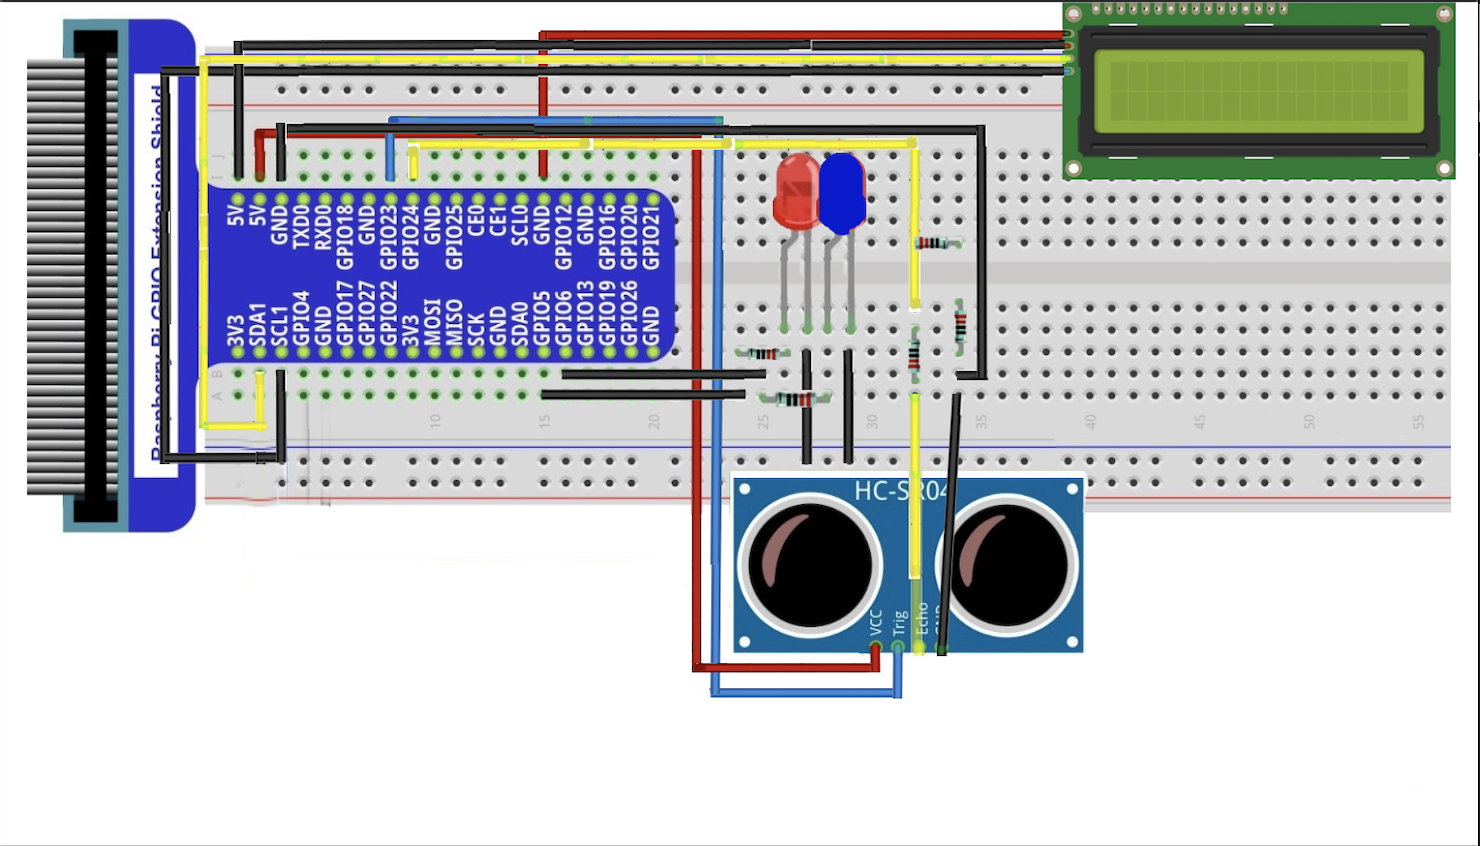 Raspberry Pi GPIO Extension Shield
J
I
5V
5V
GND
TXD0
RXD0
GPIO18
GND
GPIO23
GPIO24
GND
GPIO25
CE0
CE1
SCL0
GND
GPIO12
GND
GPIO16
GPIO20
GPIO21
3V3
SDA1
SCL1
GPIO4
GND
GPIO17
GPIO27
GPIO22
3V3
MOSI
MISO
SCK
GND
SDA0
GPIO5
GPIO6
GPIO13
GPIO19
GPIO26
GND
B
A
10
15
20
25
30
35
40
45
50
55
HC-SR04
VCC
Trig
Echo
GND